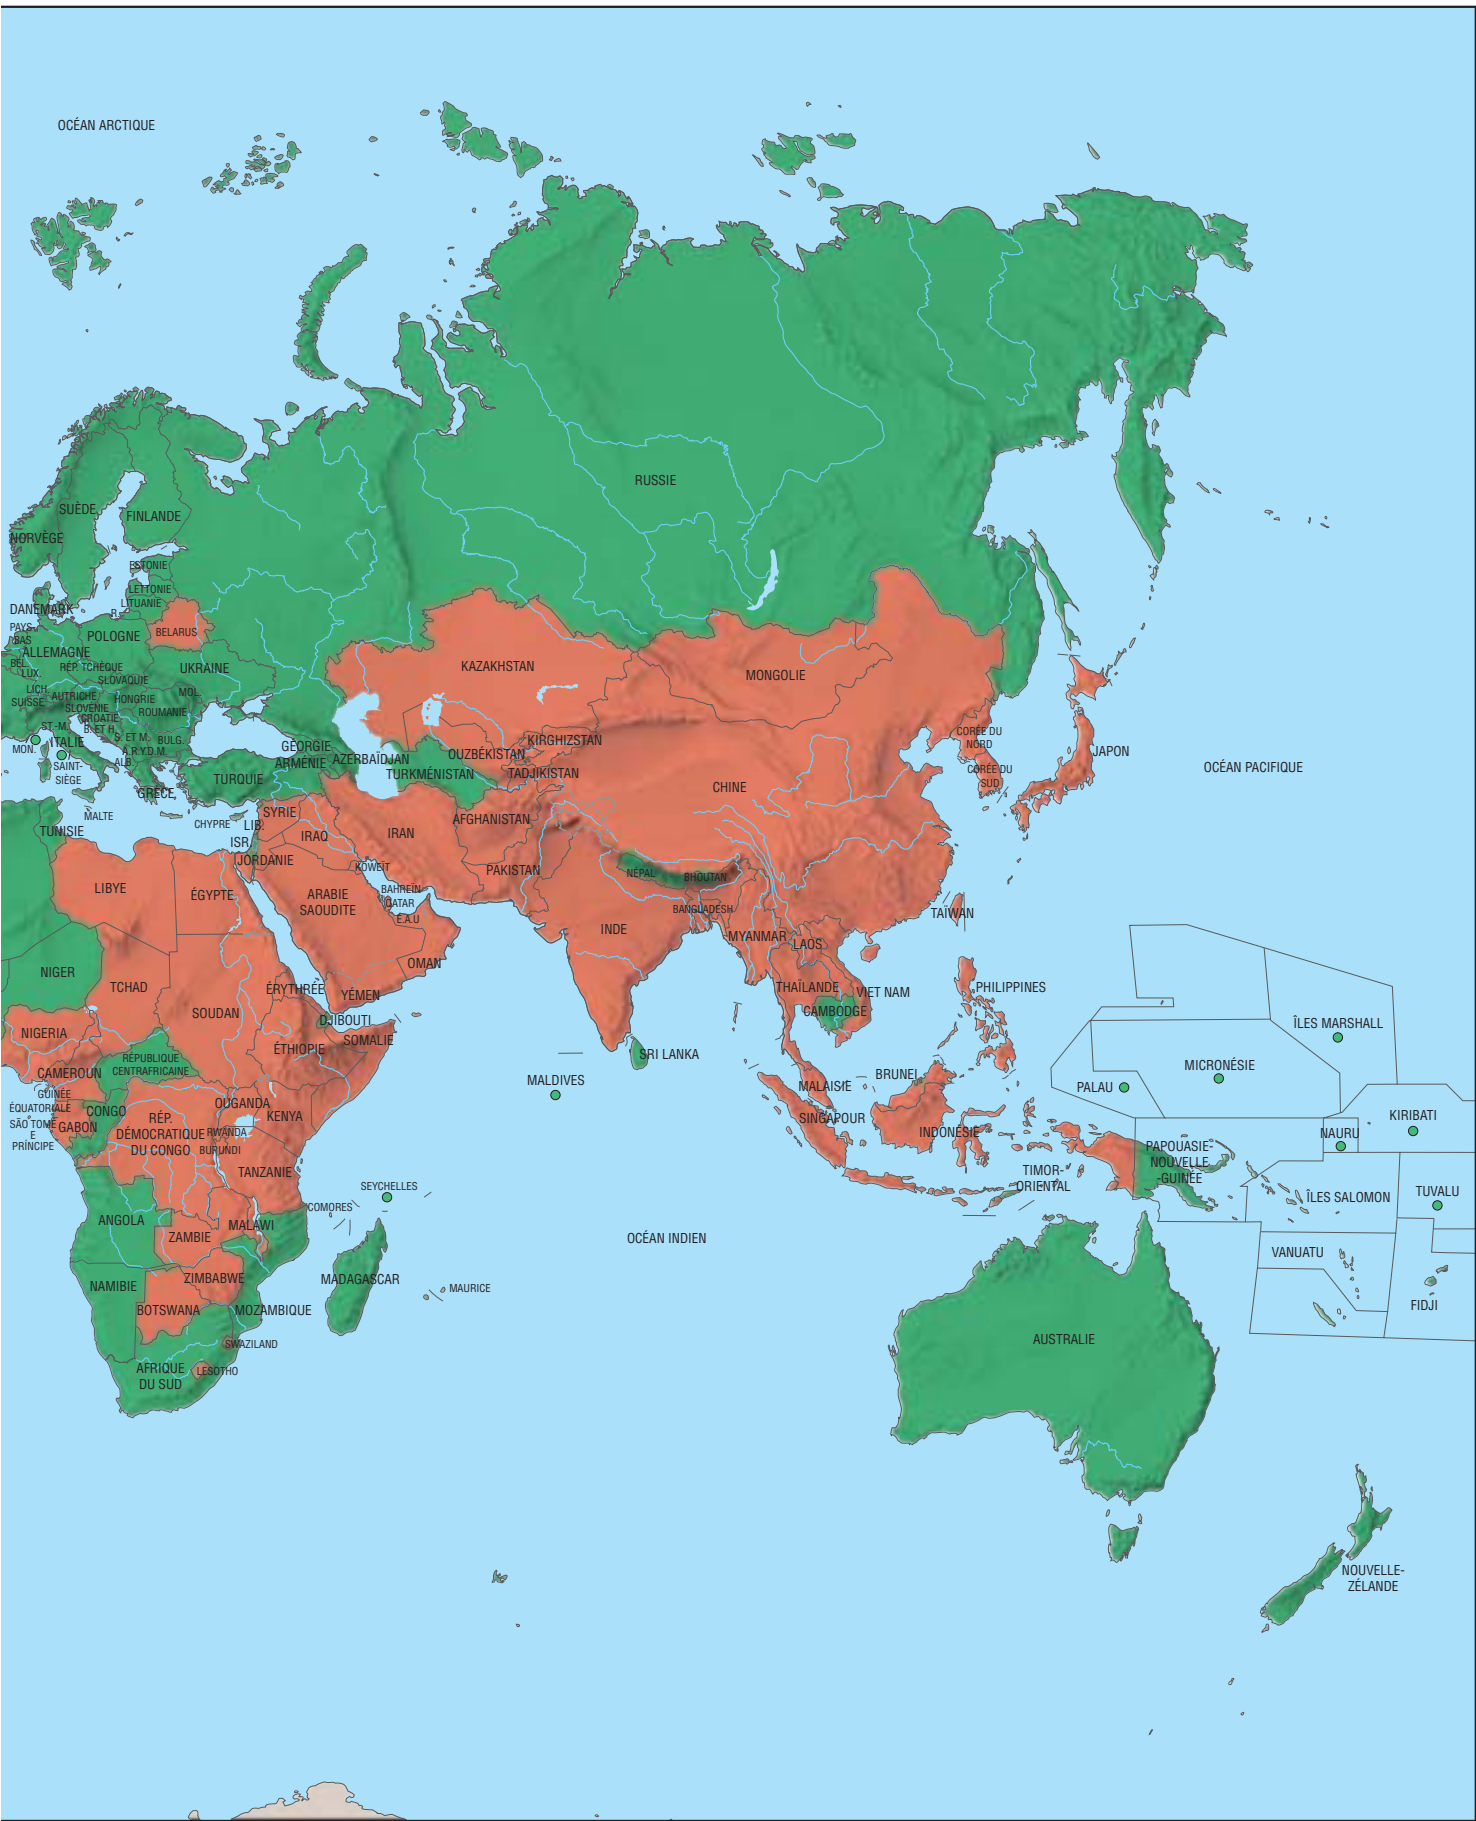 OCÉAN ARCTIQUE
RUSSIE
SUÈDE
FINLANDE
NORVÈGE
ESTONIE
LETTONIE
LITUANIE
DANEMARK
R.
PAYS-
BAS
POLOGNE
BELARUS
ALLEMAGNE
BEL.
LUX.
RÉP. TCHÈQUE
SLOVAQUIE
UKRAINE
KAZAKHSTAN
MONGOLIE
LICH.
SUISSE
AUTRICHE
HONGRIE
MOL.
SLOVÉNIE
CROATIE
ROUMANIE
B. ET H.
ST.-M.
S. ET M.
BULG.
MON.
ITALIE
A.R.Y.D.M.
ALB.
SAINT-
SIÈGE
GRÈCE
TURQUIE
GÉORGIE
ARMÉNIE
AZERBAÏDJAN
TURKMÉNISTAN
OUZBÉKISTAN
KIRGHIZSTAN
TADJIKISTAN
CORÉE DU
NORD
CORÉE DU
SUD
JAPON
OCÉAN PACIFIQUE
CHINE
MALTE
CHYPRE
TUNISIE
LIB.
ISR.
SYRIE
JORDANIE
IRAQ
IRAN
AFGHANISTAN
PAKISTAN
KOWEÏT
LIBYE
ÉGYPTE
ARABIE
SAOUDITE
BAHREÏN
QATAR
É.A.U
OMAN
YÉMEN
NÉPAL
BHOUTAN
BANGLADESH
INDE
MYANMAR
LAOS
TAÏWAN
THAÏLANDE
VIET NAM
CAMBODGE
PHILIPPINES
NIGER
TCHAD
SOUDAN
ÉRYTHRÉE
DJIBOUTI
SOMALIE
ÉTHIOPIE
NIGERIA
RÉPUBLIQUE
CENTRAFRICAINE
CAMEROUN
GUINÉE
ÉQUATORIALE
SÃO TOMÉ
E
PRÍNCIPE
GABON
CONGO
RÉP.
DÉMOCRATIQUE
DU CONGO
OUGANDA
KENYA
RWANDA
BURUNDI
TANZANIE
SRI LANKA
MALDIVES
BRUNEI
MALAISIE
SINGAPOUR
INDONÉSIE
TIMOR-
ORIENTAL
PALAU
MICRONÉSIE
ÎLES MARSHALL
KIRIBATI
NAURU
PAPOUASIE-
NOUVELLE
-GUINÉE
ÎLES SALOMON
TUVALU
VANUATU
FIDJI
SEYCHELLES
COMORES
ANGOLA
ZAMBIE
MALAWI
OCÉAN INDIEN
NAMIBIE
ZIMBABWE
BOTSWANA
MOZAMBIQUE
MADAGASCAR
MAURICE
SWAZILAND
LESOTHO
AFRIQUE
DU SUD
AUSTRALIE
NOUVELLE-
ZÉLANDE